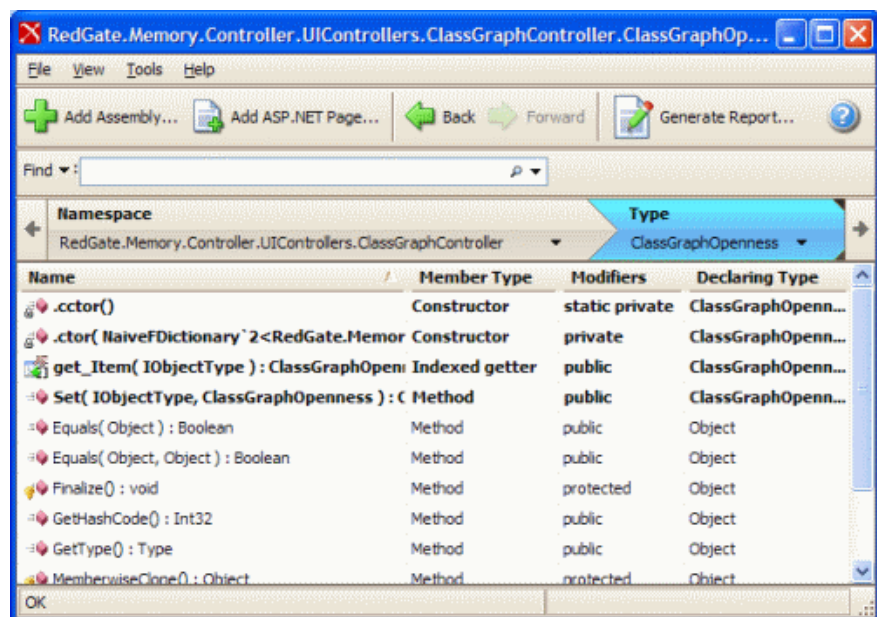 RedGate.Memory.Controller.UIControllers.ClassGraphController.ClassGraphOp...
File View Tools Help
Add Assembly... Add ASP.NET Page... Back Forward Generate Report...
Find :
Namespace Type
RedGate.Memory.Controller.UIControllers.ClassGraphController ClassGraphOpenness
Name Member Type Modifiers Declaring Type
.cctor() Constructor static private ClassGraphOpenn...
.ctor( NaiveFDictionary`2<RedGate.Memor Constructor private ClassGraphOpenn...
get_Item( IObjectType ) : ClassGraphOpen Indexed getter public ClassGraphOpenn...
Set( IObjectType, ClassGraphOpenness ) : C Method public ClassGraphOpenn...
Equals( Object ) : Boolean Method public Object
Equals( Object, Object ) : Boolean Method public Object
Finalize() : void Method protected Object
GetHashCode() : Int32 Method public Object
GetType() : Type Method public Object
MemberwiseClone() : Object Method protected Object
OK